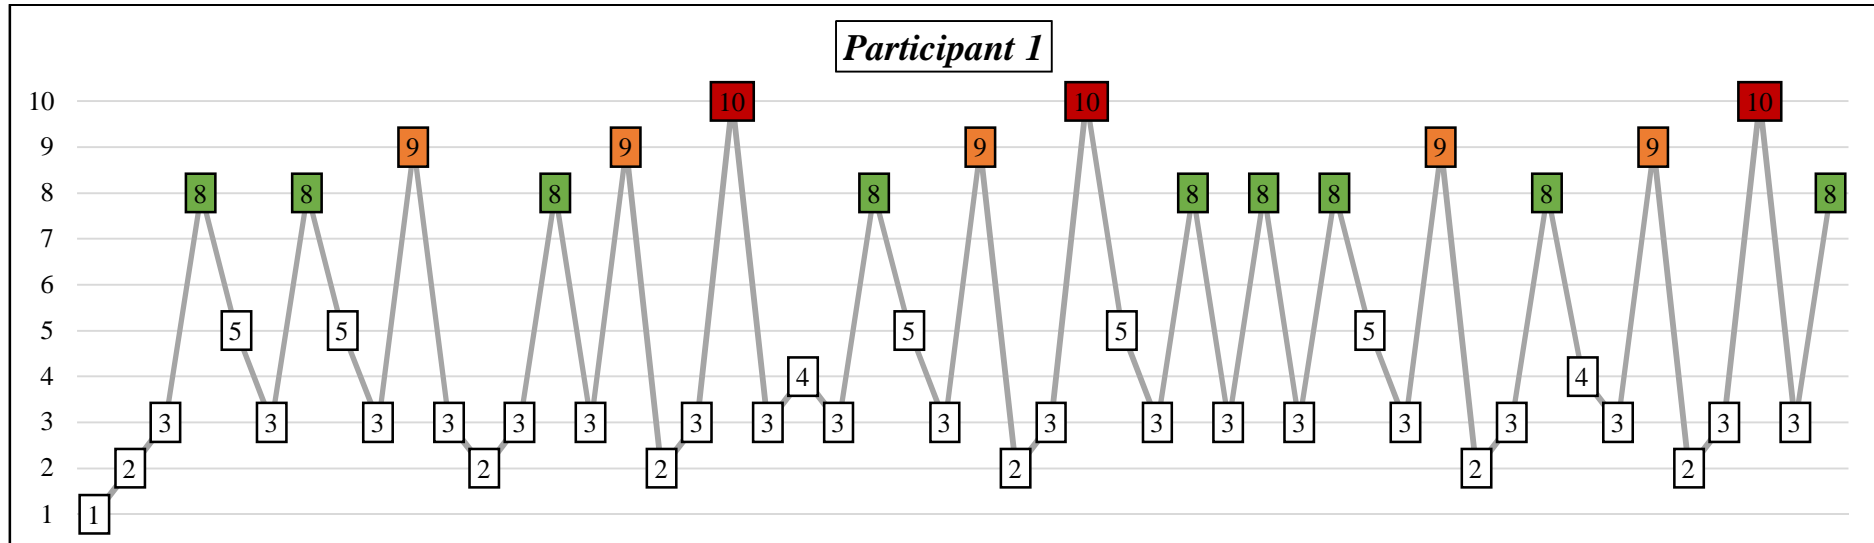 Participant 1
10 10 10 10
9 9 9 9 9 9
8 8 8 8 8 8 8 8 8 8
7
6
5 5 5 5 5 5
4 4 4
3 3 3 3 3 3 3 3 3 3 3 3 3 3 3 3 3 3 3 3
2 2 2 2 2 2 2
1 1